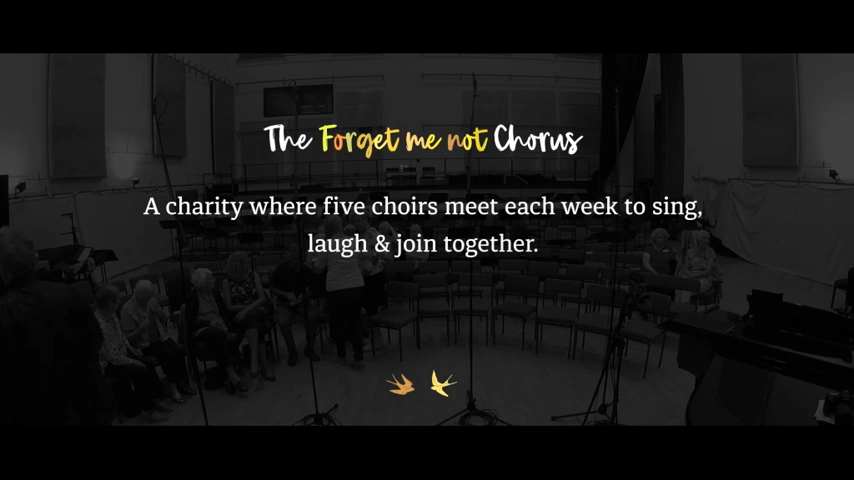 The Forget me not Chorus
A charity where five choirs meet each week to sing,
laugh & join together.